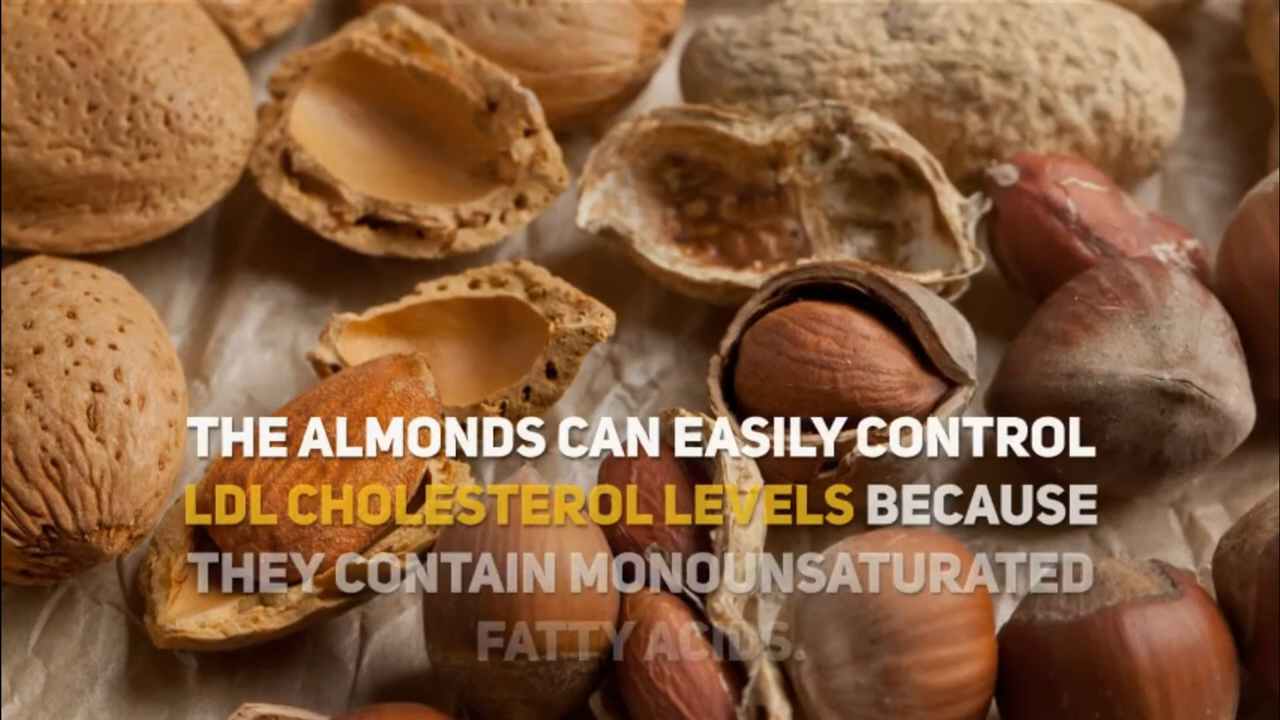 THE ALMONDS CAN EASILY CONTROL
LDL CHOLESTEROL LEVELS BECAUSE
THEY CONTAIN MONOUNSATURATED
FATTY ACIDS.